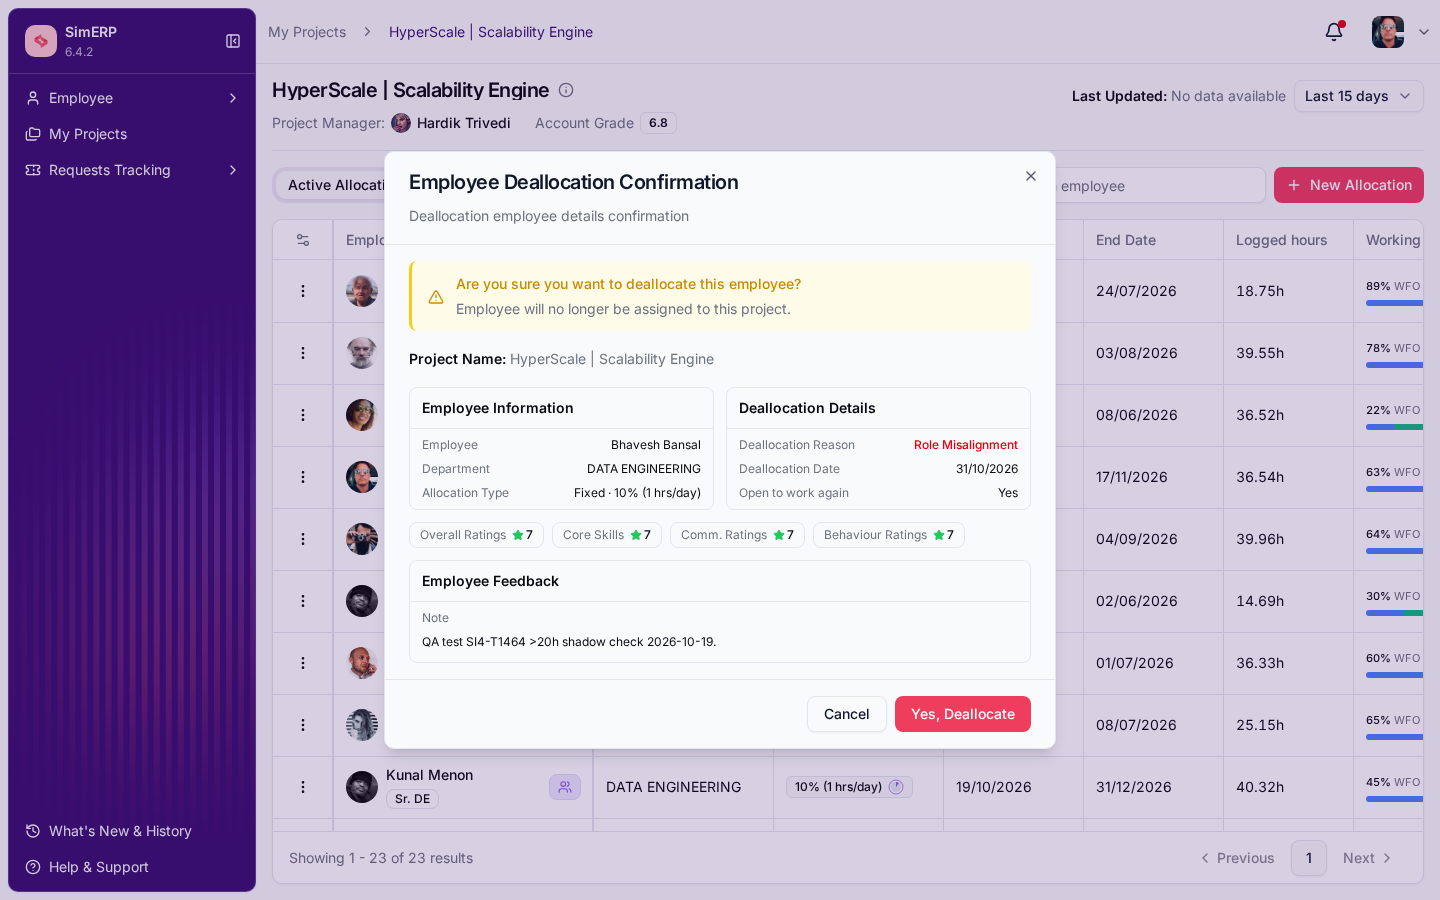 SimERP
6.4.2
Employee
My Projects
Requests Tracking
What's New & History
Help & Support
My Projects
HyperScale | Scalability Engine
HyperScale | Scalability Engine
Last Updated: No data available
Last 15 days
Project Manager: Hardik Trivedi
Account Grade 6.8
Active Allocati
employee
New Allocation
Emplo
End Date
Logged hours
Working
24/07/2026
18.75h
89% WFO
03/08/2026
39.55h
78% WFO
08/06/2026
36.52h
22% WFO
17/11/2026
36.54h
63% WFO
04/09/2026
39.96h
64% WFO
02/06/2026
14.69h
30% WFO
01/07/2026
36.33h
60% WFO
08/07/2026
25.15h
65% WFO
Kunal Menon
Sr. DE
DATA ENGINEERING
10% (1 hrs/day)
19/10/2026
31/12/2026
40.32h
45% WFO
Showing 1 - 23 of 23 results
Previous
1
Next
Employee Deallocation Confirmation
Deallocation employee details confirmation
Are you sure you want to deallocate this employee?
Employee will no longer be assigned to this project.
Project Name: HyperScale | Scalability Engine
Employee Information
Employee
Bhavesh Bansal
Department
DATA ENGINEERING
Allocation Type
Fixed · 10% (1 hrs/day)
Deallocation Details
Deallocation Reason
Role Misalignment
Deallocation Date
31/10/2026
Open to work again
Yes
Overall Ratings 7
Core Skills 7
Comm. Ratings 7
Behaviour Ratings 7
Employee Feedback
Note
QA test SI4-T1464 >20h shadow check 2026-10-19.
Cancel
Yes, Deallocate